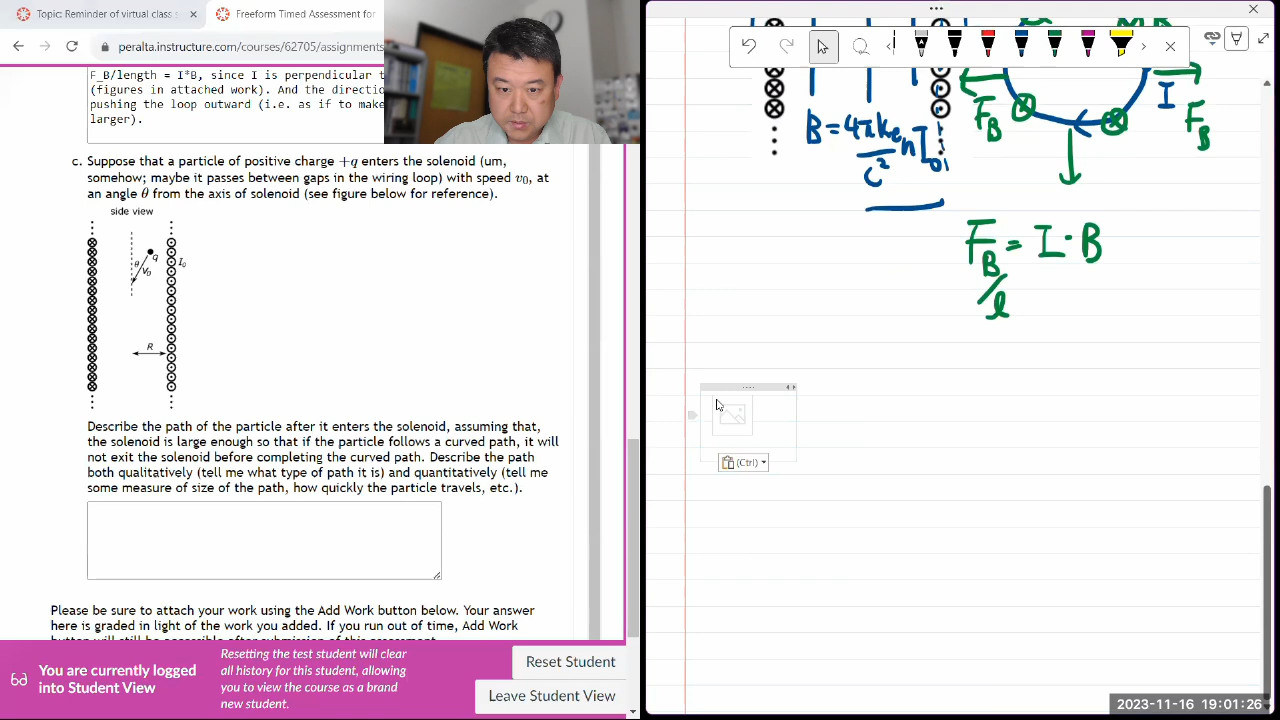 Topic: Reminder of virtual class s
Freeform Timed Assessment for
peralta.instructure.com/courses/62705/assignments
F_B/length = I*B, since I is perpendicular t
(figures in attached work). And the directio
pushing the loop outward (i.e. as if to make
larger).
c. Suppose that a particle of positive charge +q enters the solenoid (um,
somehow; maybe it passes between gaps in the wiring loop) with speed v₀, at
an angle θ from the axis of solenoid (see figure below for reference).
side view
q
θ
v₀
I₀
R
Describe the path of the particle after it enters the solenoid, assuming that,
the solenoid is large enough so that if the particle follows a curved path, it will
not exit the solenoid before completing the curved path. Describe the path
both qualitatively (tell me what type of path it is) and quantitatively (tell me
some measure of size of the path, how quickly the particle travels, etc.).
Please be sure to attach your work using the Add Work button below. Your answer
here is graded in light of the work you added. If you run out of time, Add Work
You are currently logged
into Student View
Resetting the test student will clear
all history for this student, allowing
you to view the course as a brand
new student.
Reset Student
Leave Student View
F_B
I
F_B
B = 4πk_e/c² n I₀
F_B/l = I · B
(Ctrl)
2023-11-16 19:01:26